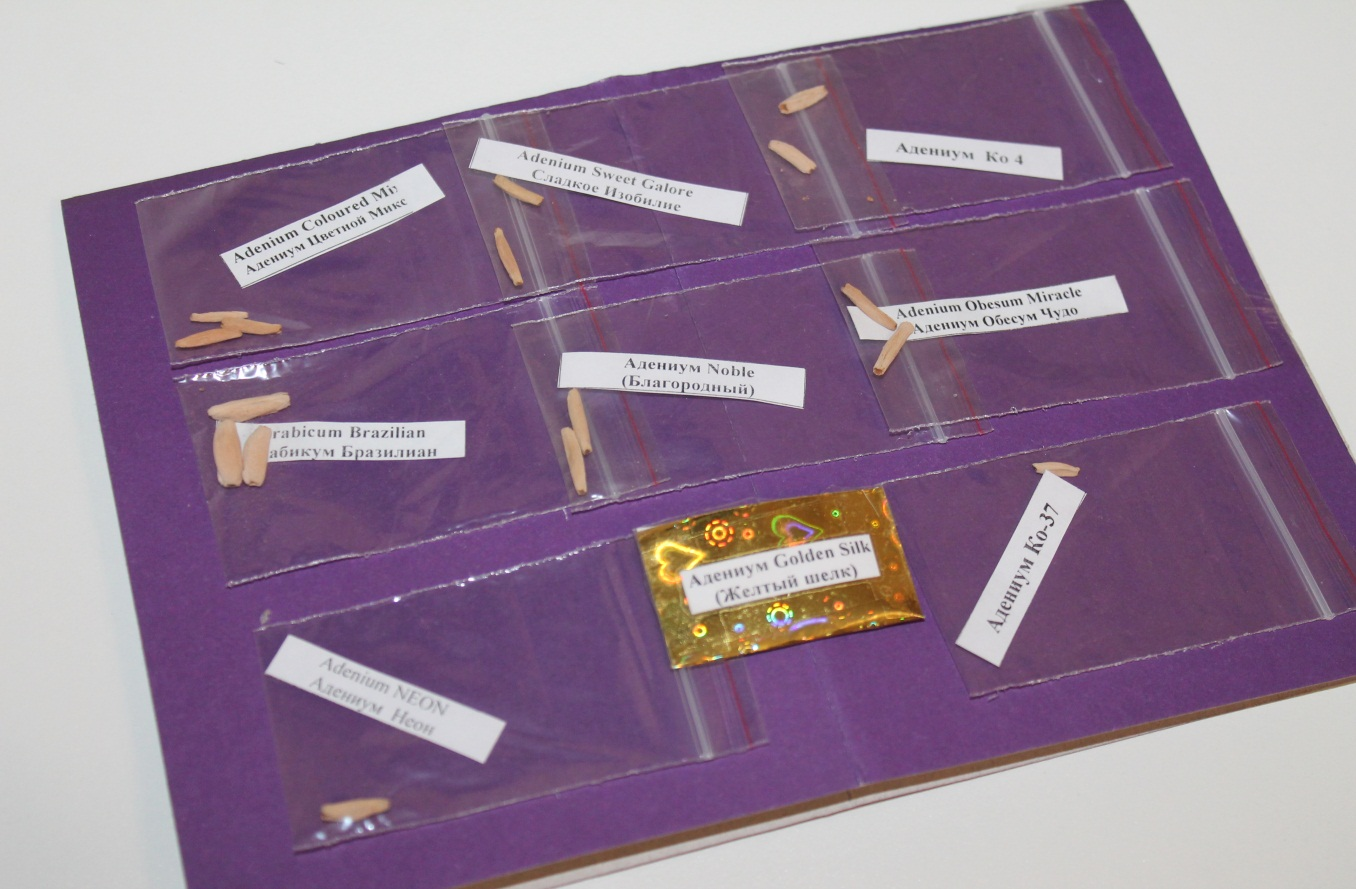 Adenium Coloured
Адениум Цветной Микс
Adenium Sweet Galore
Сладкое Изобилие
Адениум Ко 4
rabicum Brazilian
абикум Бразилиан
Адениум Noble
(Благородный)
Adenium Obesum Miracle
Адениум Обесум Чудо
Adenium NEON
Адениум Неон
Адениум Golden Silk
(Желтый шелк)
Адениум Ко-37